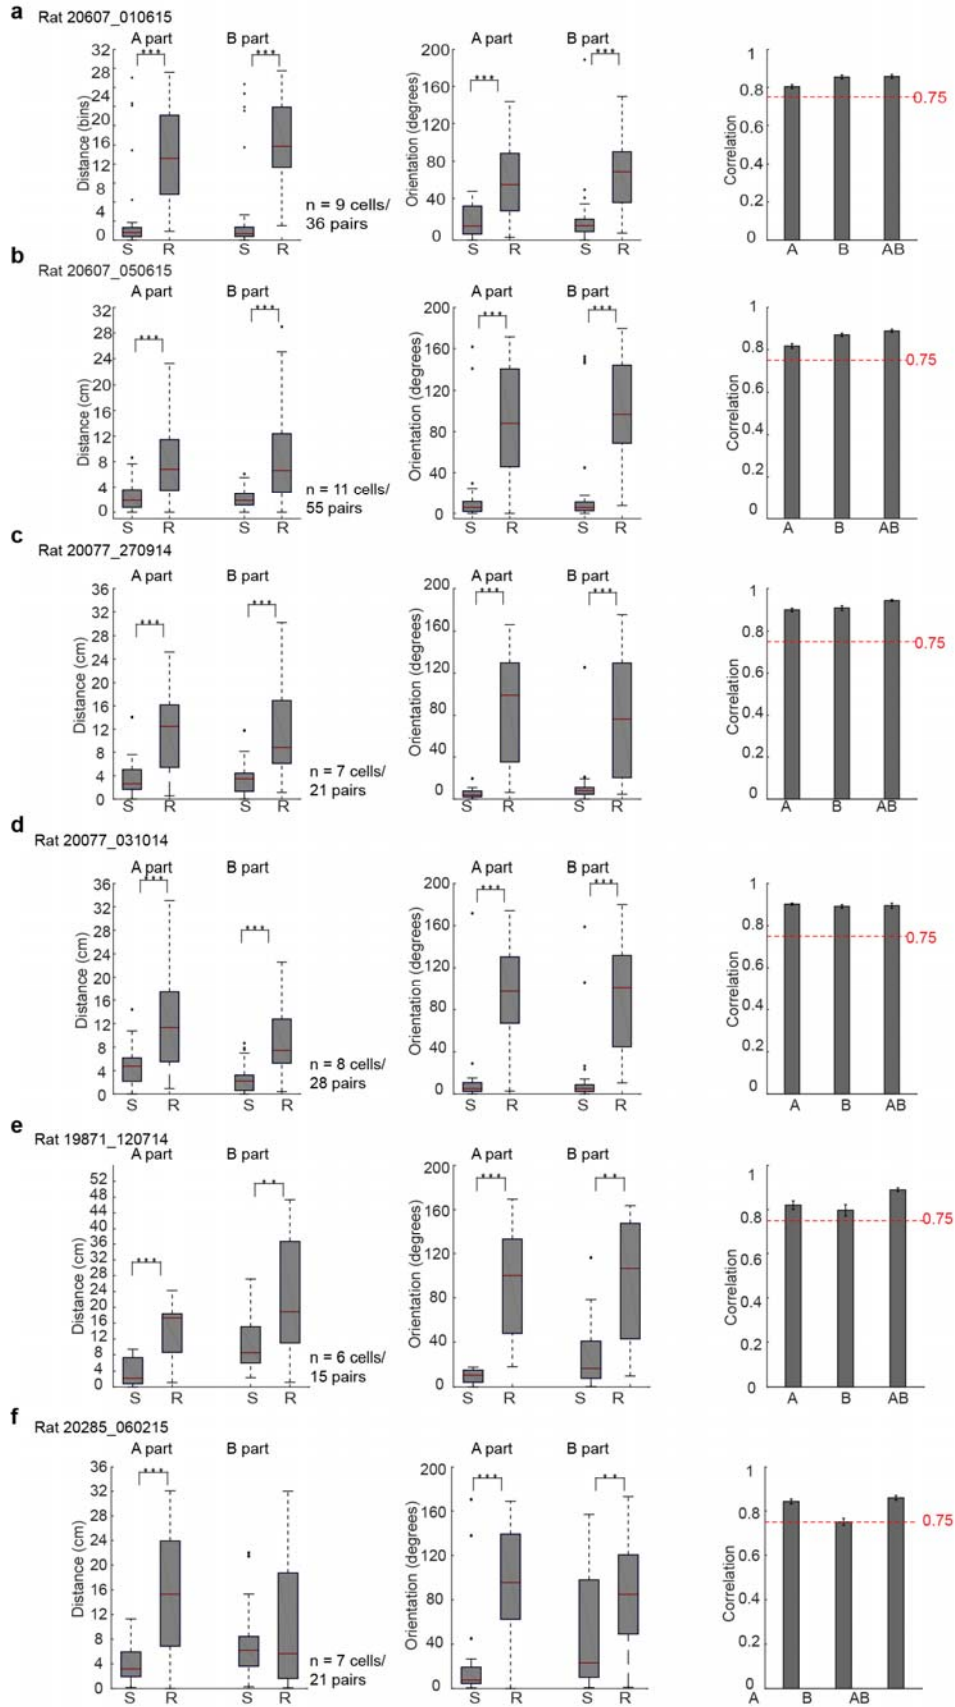 a Rat 20607_010615
A part B part
*** ***
Distance (bins)
32
28
24
20
16
12
8
4
0
S R S R
n = 9 cells/
36 pairs
A part B part
*** ***
Orientation (degrees)
200
160
120
80
40
0
S R S R
Correlation
1
0.8
0.6
0.4
0.2
0
0.75
A B AB
b Rat 20607_050615
A part B part
*** ***
Distance (cm)
32
28
24
20
16
12
8
4
0
S R S R
n = 11 cells/
55 pairs
A part B part
*** ***
Orientation (degrees)
200
160
120
80
40
0
S R S R
Correlation
1
0.8
0.6
0.4
0.2
0
0.75
A B AB
c Rat 20077_270914
A part B part
*** ***
Distance (cm)
36
32
28
24
20
16
12
8
4
0
S R S R
n = 7 cells/
21 pairs
A part B part
*** ***
Orientation (degrees)
200
160
120
80
40
0
S R S R
Correlation
1
0.8
0.6
0.4
0.2
0
0.75
A B AB
d Rat 20077_031014
A part B part
*** ***
Distance (cm)
36
32
28
24
20
16
12
8
4
0
S R S R
n = 8 cells/
28 pairs
A part B part
*** ***
Orientation (degrees)
200
160
120
80
40
0
S R S R
Correlation
1
0.8
0.6
0.4
0.2
0
0.75
A B AB
e Rat 19871_120714
A part B part
*** **
Distance (cm)
52
48
44
40
36
32
28
24
20
16
12
8
4
0
S R S R
n = 6 cells/
15 pairs
A part B part
*** **
Orientation (degrees)
200
160
120
80
40
0
S R S R
Correlation
1
0.8
0.6
0.4
0.2
0
0.75
A B AB
f Rat 20285_060215
A part B part
***
Distance (cm)
36
32
28
24
20
16
12
8
4
0
S R S R
n = 7 cells/
21 pairs
A part B part
*** **
Orientation (degrees)
200
160
120
80
40
0
S R S R
Correlation
1
0.8
0.6
0.4
0.2
0
0.75
A B AB